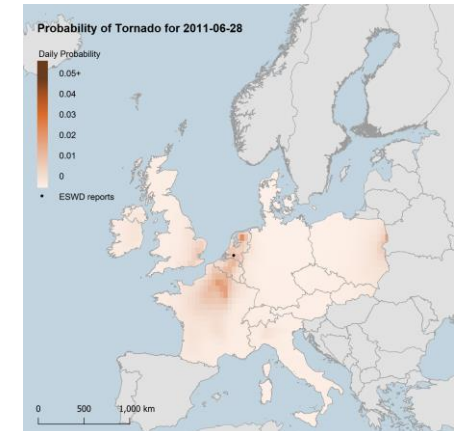 Probability of Tornado for 2011-06-28
Daily Probability
0.05+
0.04
0.03
0.02
0.01
0
ESWD reports
0 500 1,000 km